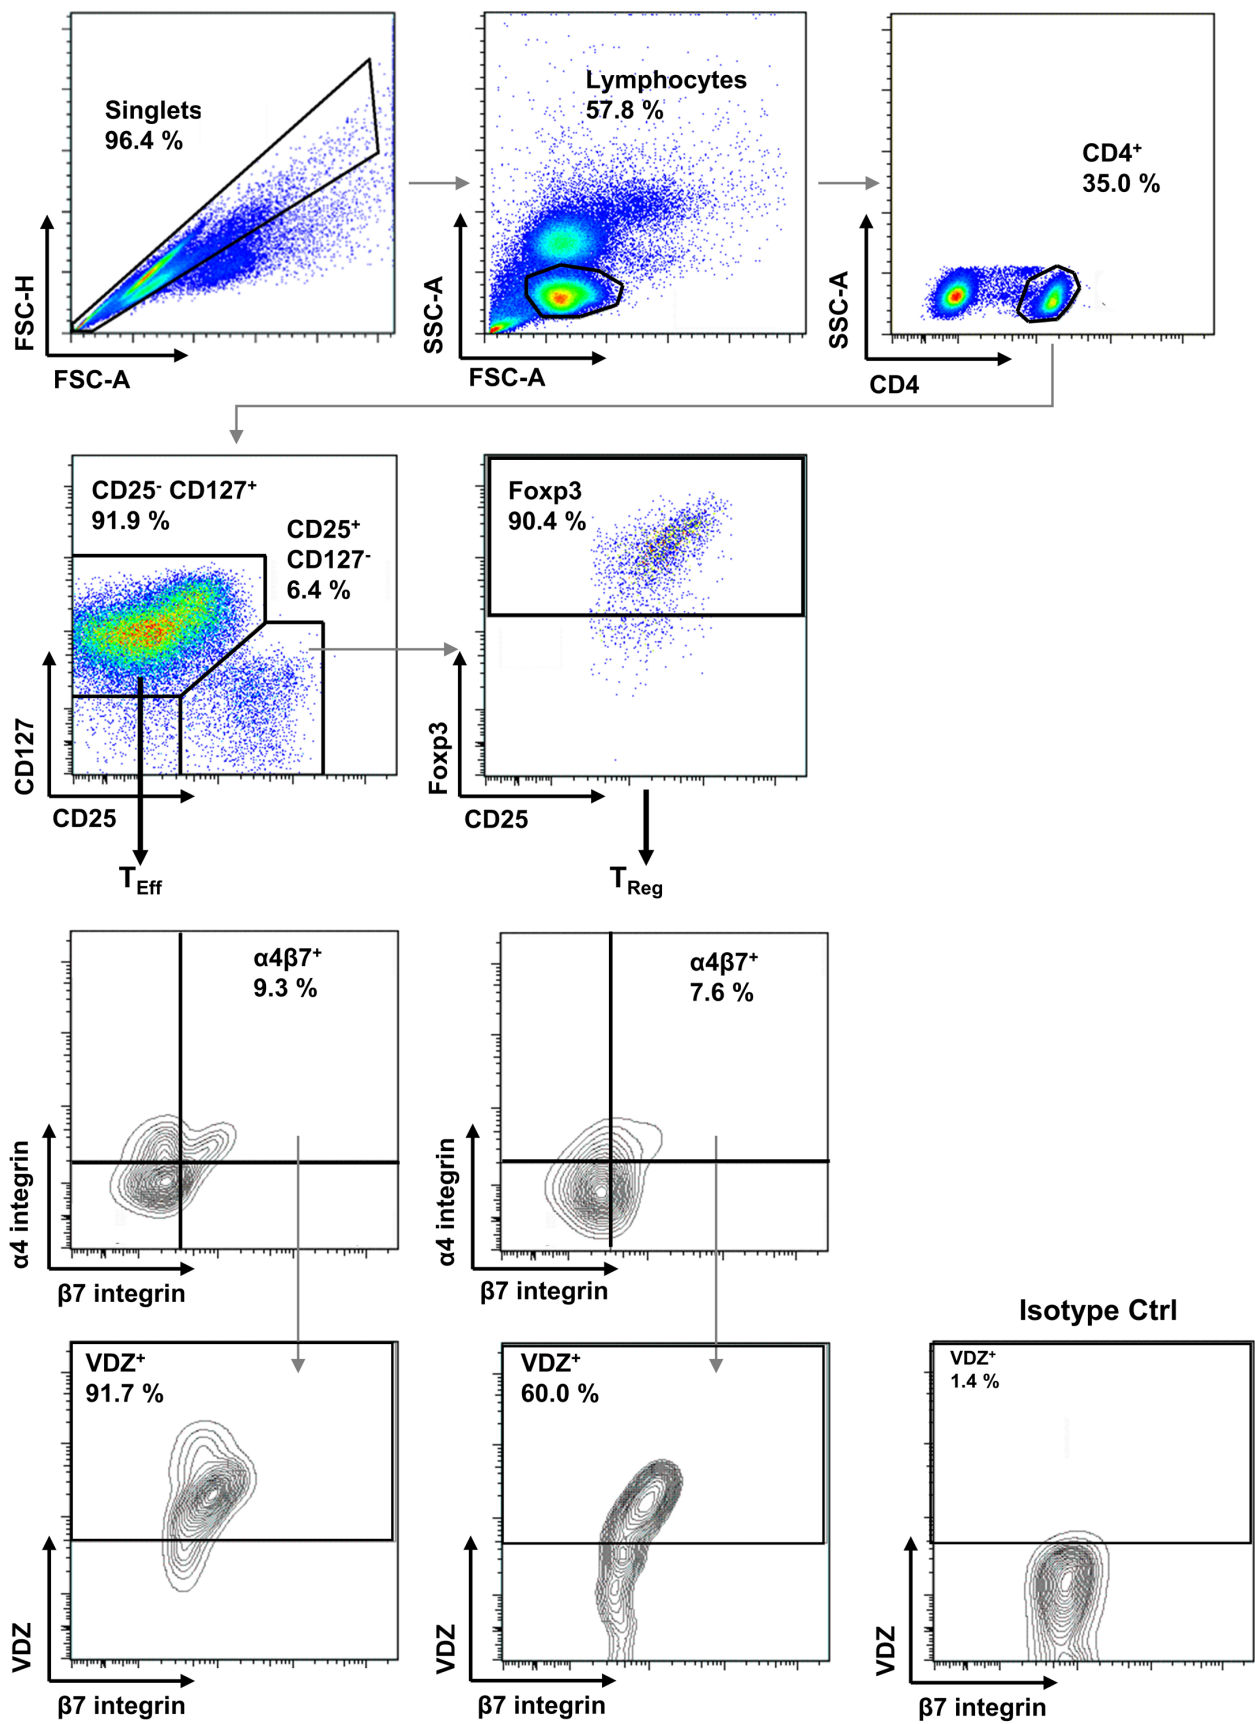 Singlets
96.4 %
FSC-H
FSC-A
Lymphocytes
57.8 %
SSC-A
FSC-A
CD4⁺
35.0 %
SSC-A
CD4
CD25⁻ CD127⁺
91.9 %
CD25⁺
CD127⁻
6.4 %
CD127
CD25
T_Eff
Foxp3
90.4 %
Foxp3
CD25
T_Reg
α4β7⁺
9.3 %
α4 integrin
β7 integrin
α4β7⁺
7.6 %
α4 integrin
β7 integrin
VDZ⁺
91.7 %
VDZ
β7 integrin
VDZ⁺
60.0 %
VDZ
β7 integrin
Isotype Ctrl
VDZ⁺
1.4 %
VDZ
β7 integrin